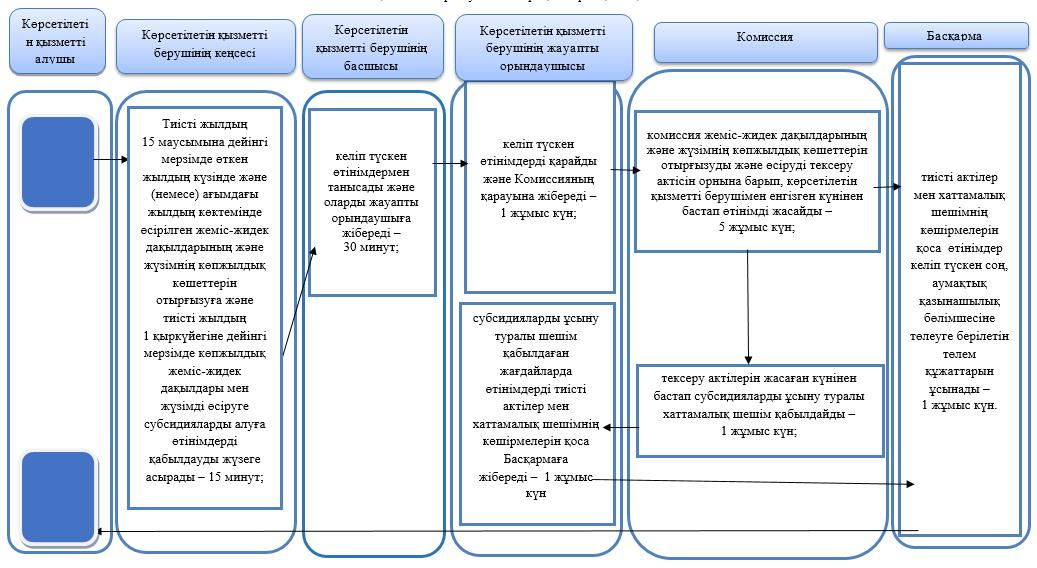 Көрсетілеті
н қызметті
алушы
Көрсетілетін қызметті
берушінің кеңсесі
Көрсетілетін
қызметті берушінің
басшысы
Көрсетілетін қызметті
берушінің жауапты
орындаушысы
Комиссия
Басқарма
Тиісті жылдың
15 маусымына дейінгі
мерзімде өткен
жылдың күзінде және
(немесе) ағымдағы
жылдың көктемінде
өсірілген жеміс-жидек
дақылдарының және
жүзімнің көпжылдық
көшеттерін
отырғызуға және
тиісті жылдың
1 қыркүйегіне дейінгі
мерзімде көпжылдық
жеміс-жидек
дақылдары мен
жүзімді өсіруге
субсидияларды алуға
өтінімдерді
қабылдауды жүзеге
асырады – 15 минут;
келіп түскен
өтінімдермен
танысады және
оларды жауапты
орындаушыға
жібереді –
30 минут;
келіп түскен
өтінімдерді қарайды
және Комиссияның
қарауына жібереді –
1 жұмыс күн;
субсидияларды ұсыну
туралы шешім
қабылдаған
жағдайларда
өтінімдерді тиісті
актілер мен
хаттамалық шешімнің
көшірмелерін қоса
Басқармаға
жібереді – 1 жұмыс
күн
комиссия жеміс-жидек дақылдарының
және жүзімнің көпжылдық көшеттерін
отырғызуды және өсіруді тексеру
актісін орнына барып, көрсетілетін
қызметті берушімен енгізген күнінен
бастап өтінімді жасайды –
5 жұмыс күн;
тексеру актілерін жасаған күнінен
бастап субсидияларды ұсыну туралы
хаттамалық шешім қабылдайды –
1 жұмыс күн;
тиісті актілер
мен хаттамалық
шешімнің
көшірмелерін
қоса өтінімдер
келіп түскен соң,
аумақтық
қазынашылық
бөлімшесіне
төлеуге берілетін
төлем
құжаттарын
ұсынады –
1 жұмыс күн.